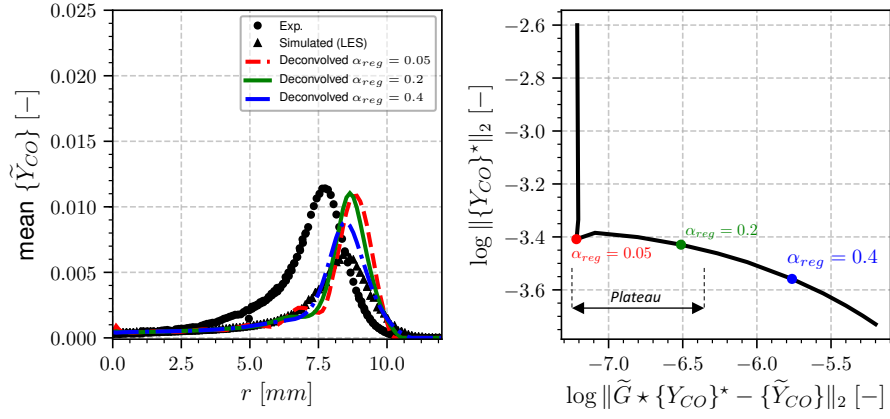 0.025
0.020
0.015
0.010
0.005
0.000
mean {Ỹ_CO} [−]
0.0 2.5 5.0 7.5 10.0
r [mm]
Exp.
Simulated (LES)
Deconvolved α_reg = 0.05
Deconvolved α_reg = 0.2
Deconvolved α_reg = 0.4
−2.6
−2.8
−3.0
−3.2
−3.4
−3.6
log ‖{Y_CO}⋆‖₂ [−]
α_reg = 0.2
α_reg = 0.05
α_reg = 0.4
Plateau
−7.0 −6.5 −6.0 −5.5
log ‖G̃ ⋆ {Y_CO}⋆ − {Ỹ_CO}‖₂ [−]